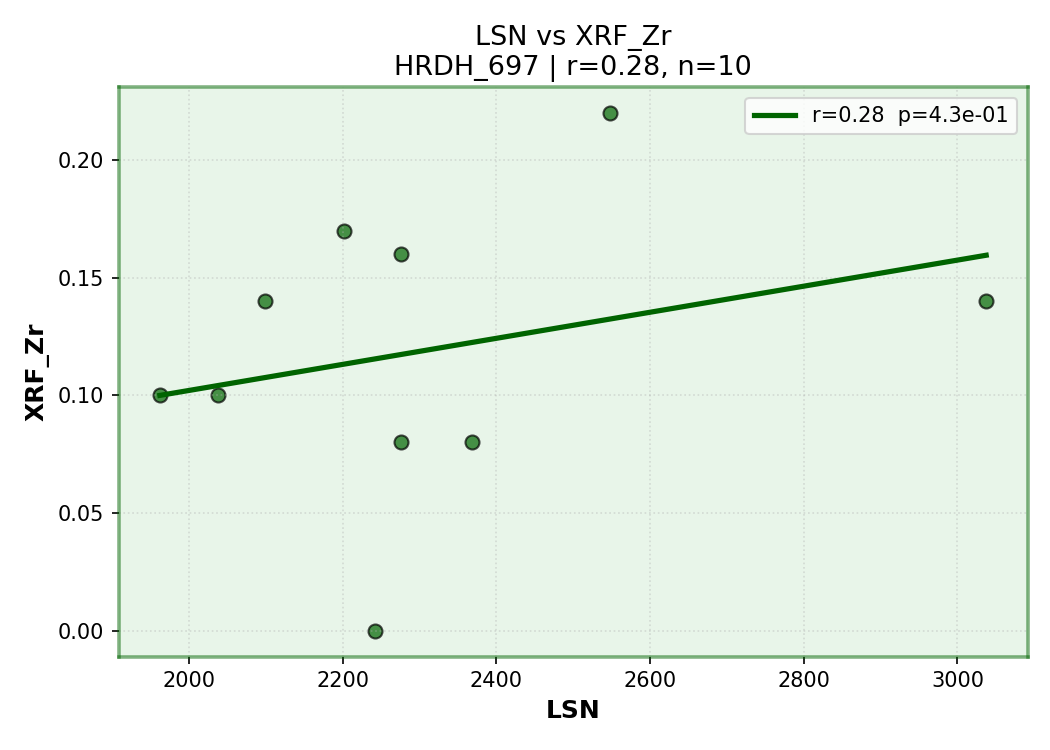 LSN vs XRF_Zr
HRDH_697 | r=0.28, n=10
r=0.28  p=4.3e-01
XRF_Zr
0.20
0.15
0.10
0.05
0.00
2000
2200
2400
2600
2800
3000
LSN